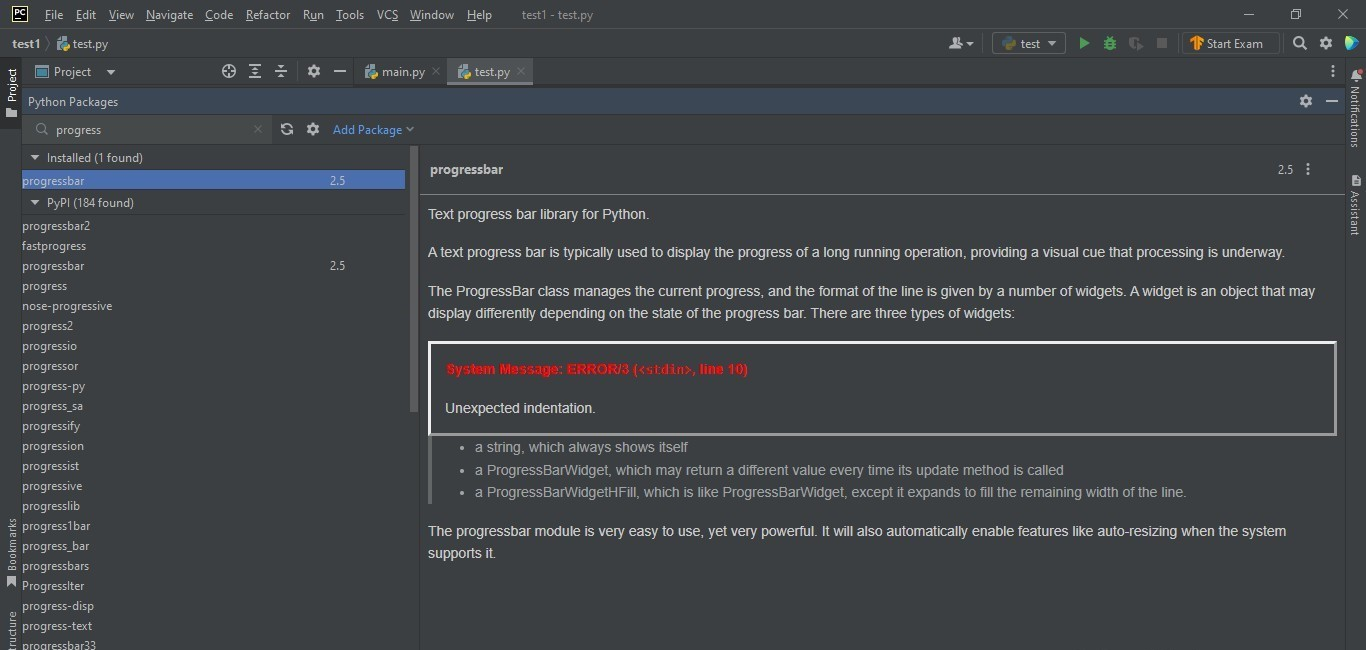 PC File Edit View Navigate Code Refactor Run Tools VCS Window Help test1 - test.py
test1 test.py test Start Exam
Project main.py test.py
Python Packages
progress Add Package
Installed (1 found)
progressbar 2.5
PyPI (184 found)
progressbar2
fastprogress
progressbar 2.5
progress
nose-progressive
progress2
progressio
progressor
progress-py
progress_sa
progressify
progression
progressist
progressive
progresslib
progress1bar
progress_bar
progressbars
ProgressIter
progress-disp
progress-text
progressbar33
progressbar 2.5
Text progress bar library for Python.
A text progress bar is typically used to display the progress of a long running operation, providing a visual cue that processing is underway.
The ProgressBar class manages the current progress, and the format of the line is given by a number of widgets. A widget is an object that may
display differently depending on the state of the progress bar. There are three types of widgets:
System Message: ERROR/3 (<stdin>, line 10)
Unexpected indentation.
• a string, which always shows itself
• a ProgressBarWidget, which may return a different value every time its update method is called
• a ProgressBarWidgetHFill, which is like ProgressBarWidget, except it expands to fill the remaining width of the line.
The progressbar module is very easy to use, yet very powerful. It will also automatically enable features like auto-resizing when the system
supports it.
Project
Bookmarks
ructure
Notifications
Assistant